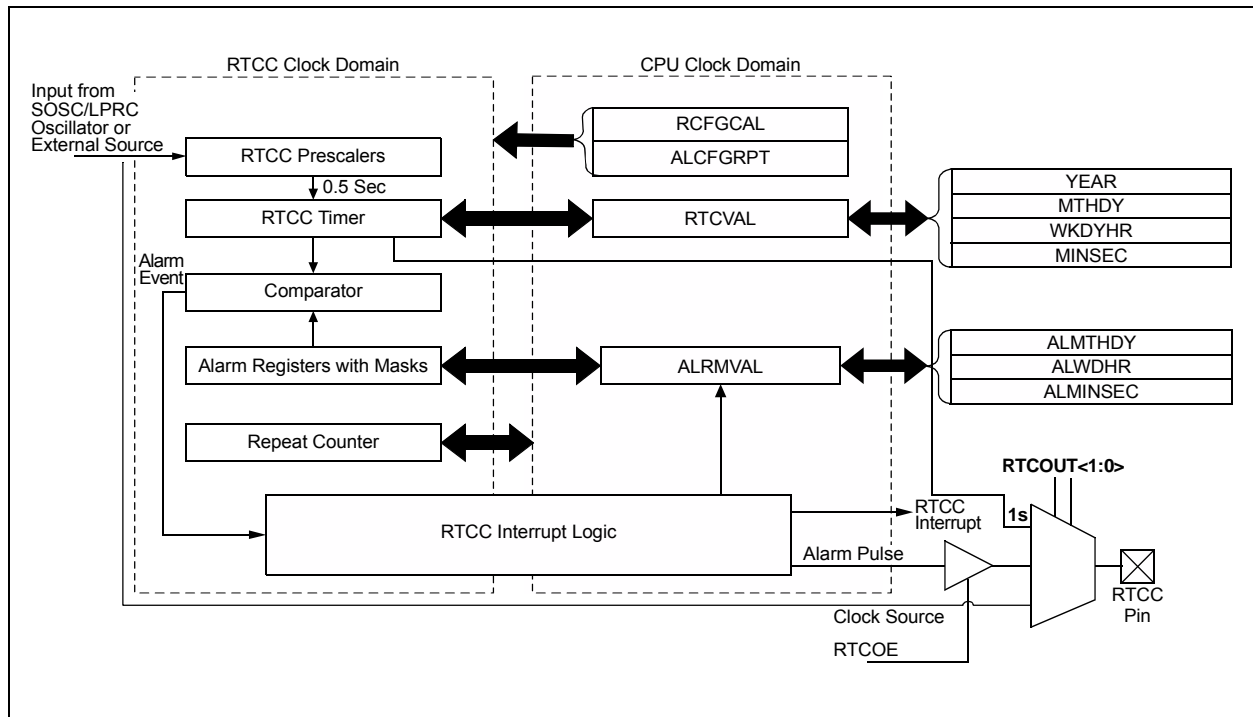 RTCC Clock Domain
CPU Clock Domain
Input from
SOSC/LPRC
Oscillator or
External Source
RCFGCAL
ALCFGRPT
RTCC Prescalers
0.5 Sec
RTCC Timer
RTCVAL
YEAR
MTHDY
WKDYHR
MINSEC
Alarm
Event
Comparator
Alarm Registers with Masks
ALRMVAL
ALMTHDY
ALWDHR
ALMINSEC
Repeat Counter
RTCOUT<1:0>
RTCC Interrupt Logic
RTCC
Interrupt
1s
Alarm Pulse
RTCC
Pin
Clock Source
RTCOE